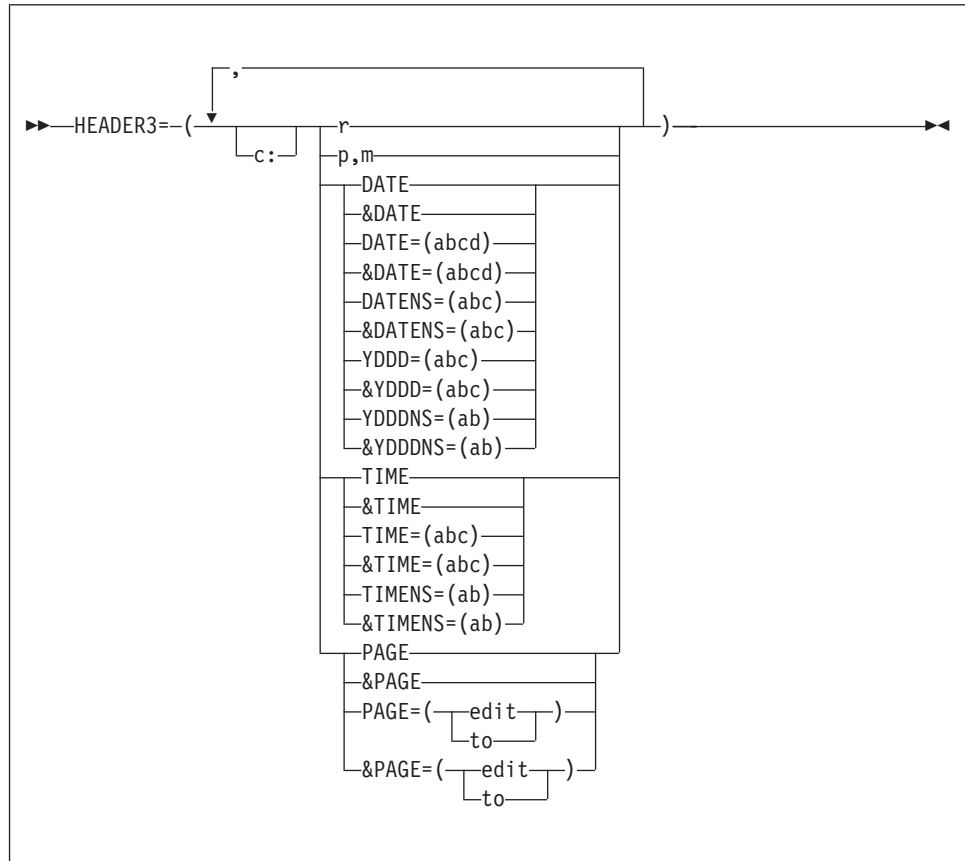 ,
HEADER3= ( r )
c:
p,m
DATE
&DATE
DATE=(abcd)
&DATE=(abcd)
DATENS=(abc)
&DATENS=(abc)
YDDD=(abc)
&YDDD=(abc)
YDDDNS=(ab)
&YDDDNS=(ab)
TIME
&TIME
TIME=(abc)
&TIME=(abc)
TIMENS=(ab)
&TIMENS=(ab)
PAGE
&PAGE
PAGE=( edit )
to
&PAGE=( edit )
to